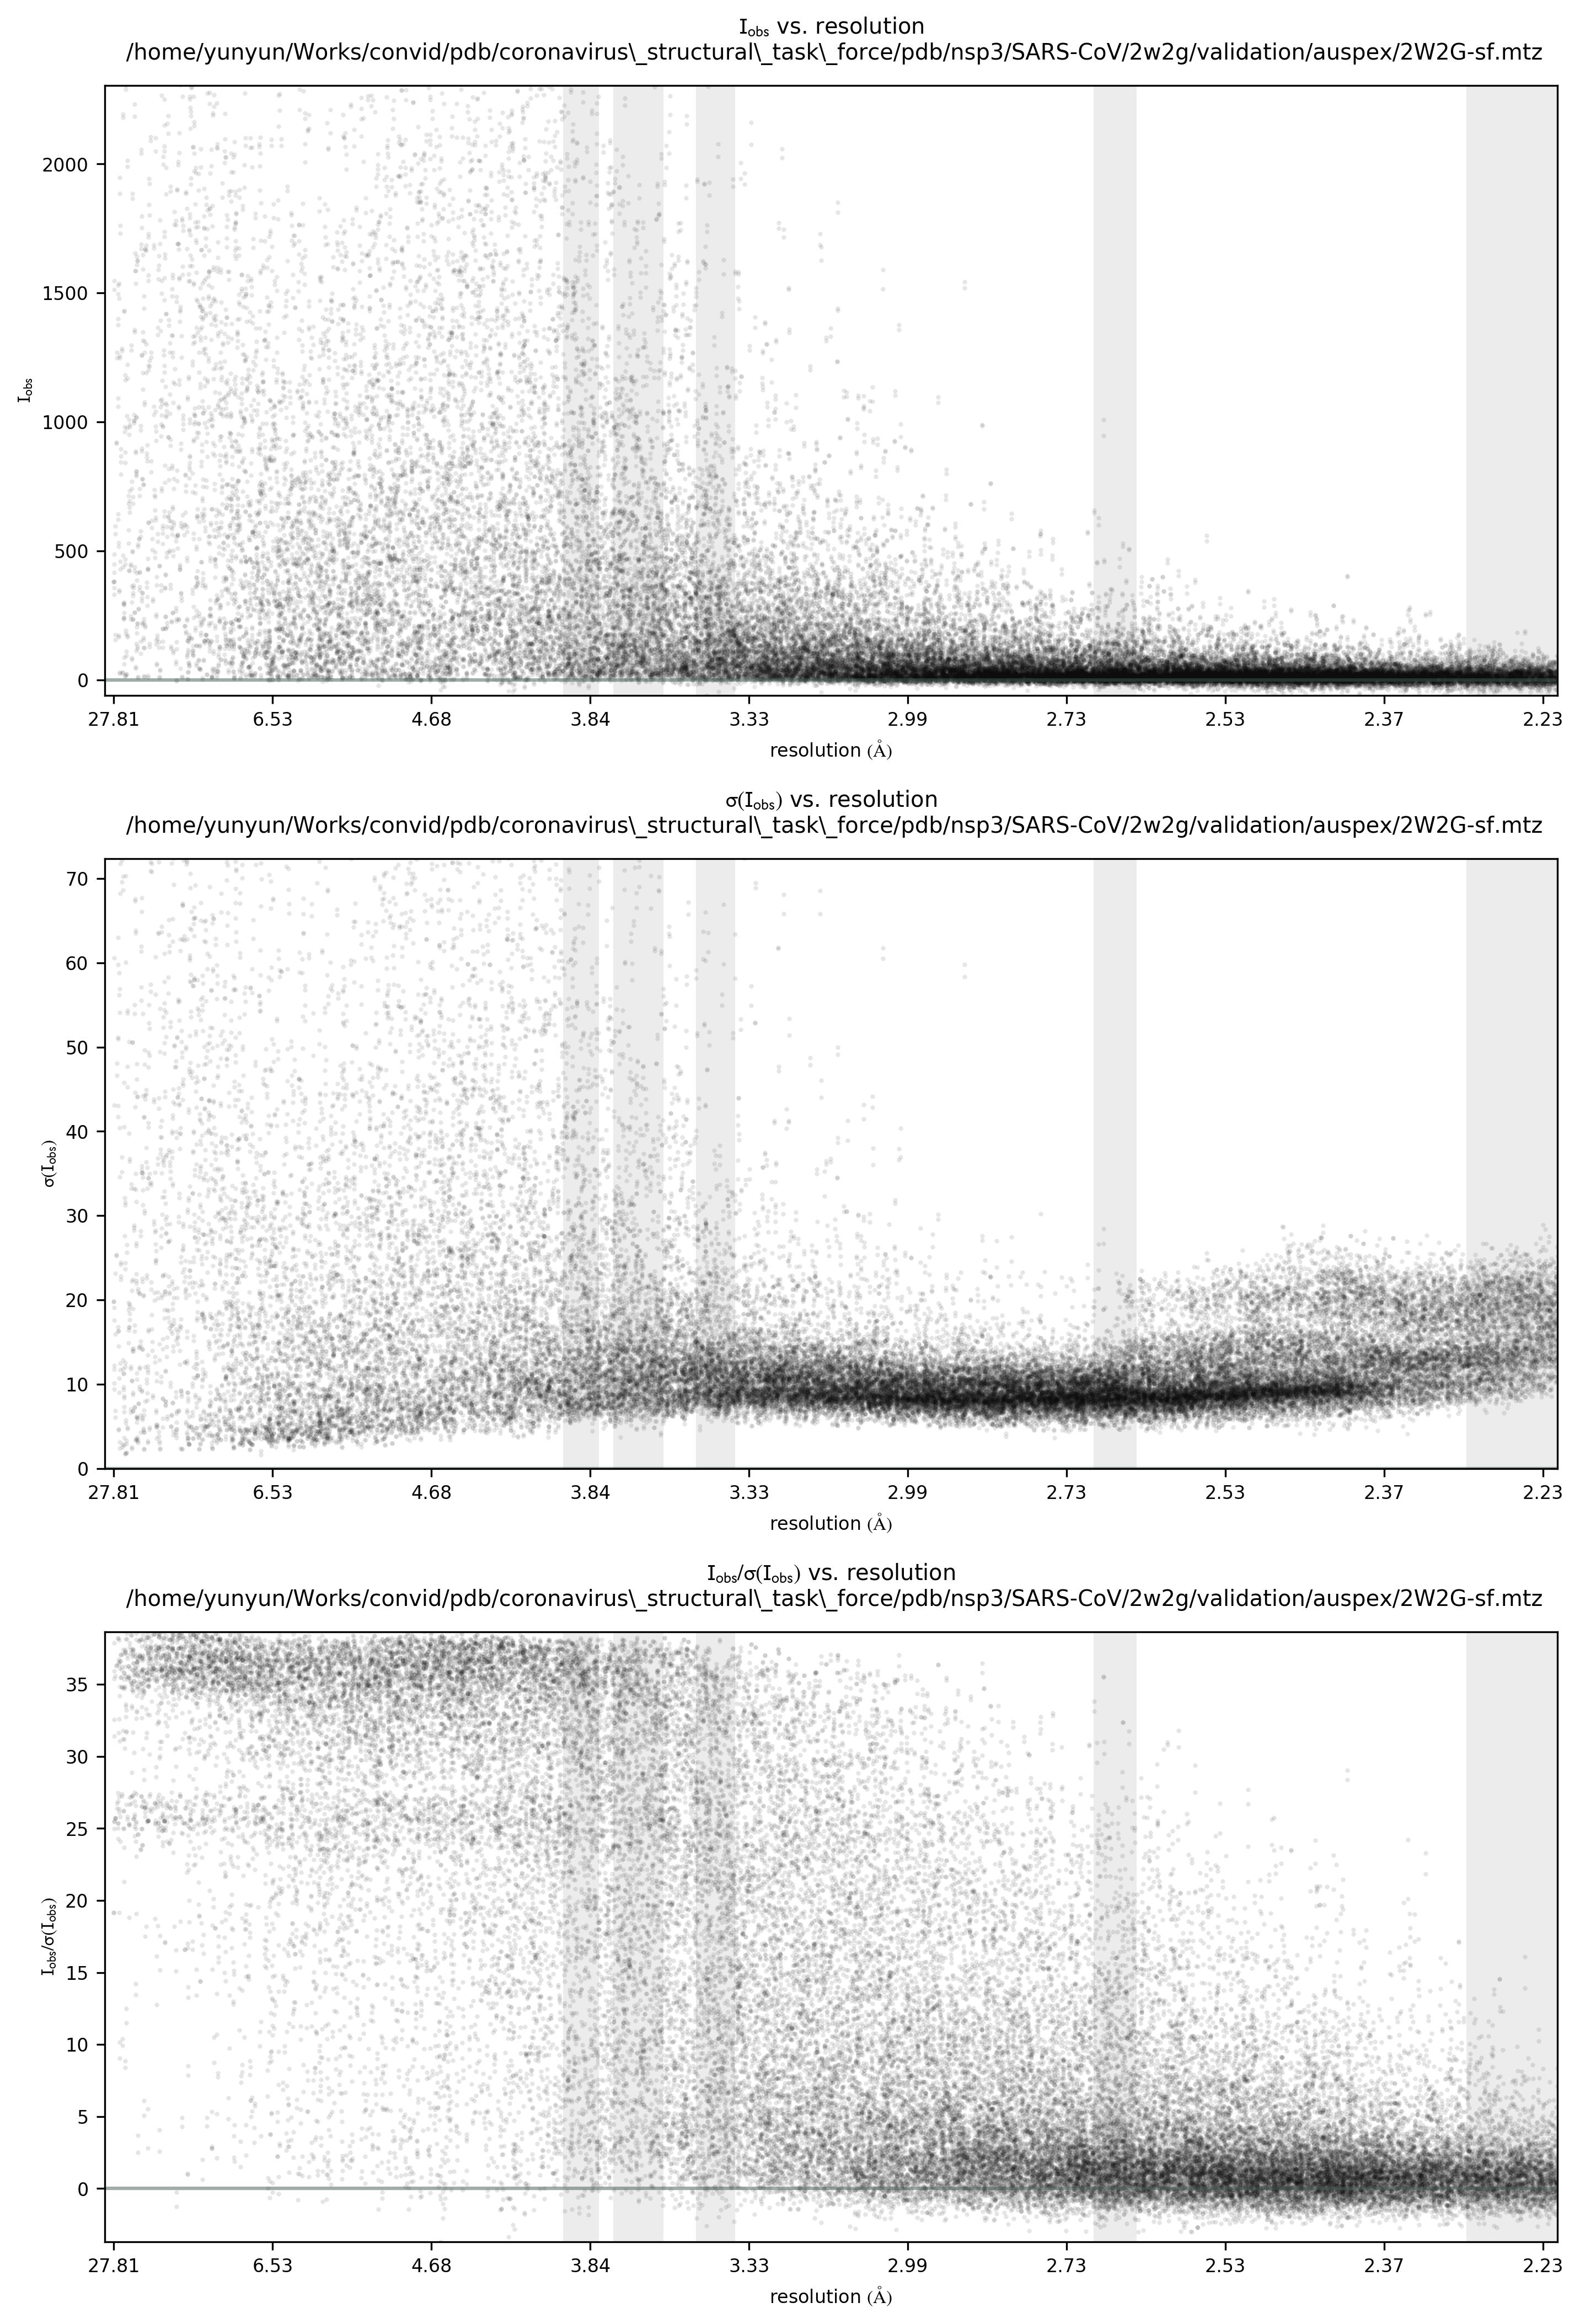 Iobs vs. resolution
/home/yunyun/Works/convid/pdb/coronavirus\_structural\_task\_force/pdb/nsp3/SARS-CoV/2w2g/validation/auspex/2W2G-sf.mtz
2000
1500
1000
500
0
Iobs
27.81 6.53 4.68 3.84 3.33 2.99 2.73 2.53 2.37 2.23
resolution (Å)
σ(Iobs) vs. resolution
/home/yunyun/Works/convid/pdb/coronavirus\_structural\_task\_force/pdb/nsp3/SARS-CoV/2w2g/validation/auspex/2W2G-sf.mtz
70
60
50
40
30
20
10
0
σ(Iobs)
27.81 6.53 4.68 3.84 3.33 2.99 2.73 2.53 2.37 2.23
resolution (Å)
Iobs/σ(Iobs) vs. resolution
/home/yunyun/Works/convid/pdb/coronavirus\_structural\_task\_force/pdb/nsp3/SARS-CoV/2w2g/validation/auspex/2W2G-sf.mtz
35
30
25
20
15
10
5
0
Iobs/σ(Iobs)
27.81 6.53 4.68 3.84 3.33 2.99 2.73 2.53 2.37 2.23
resolution (Å)